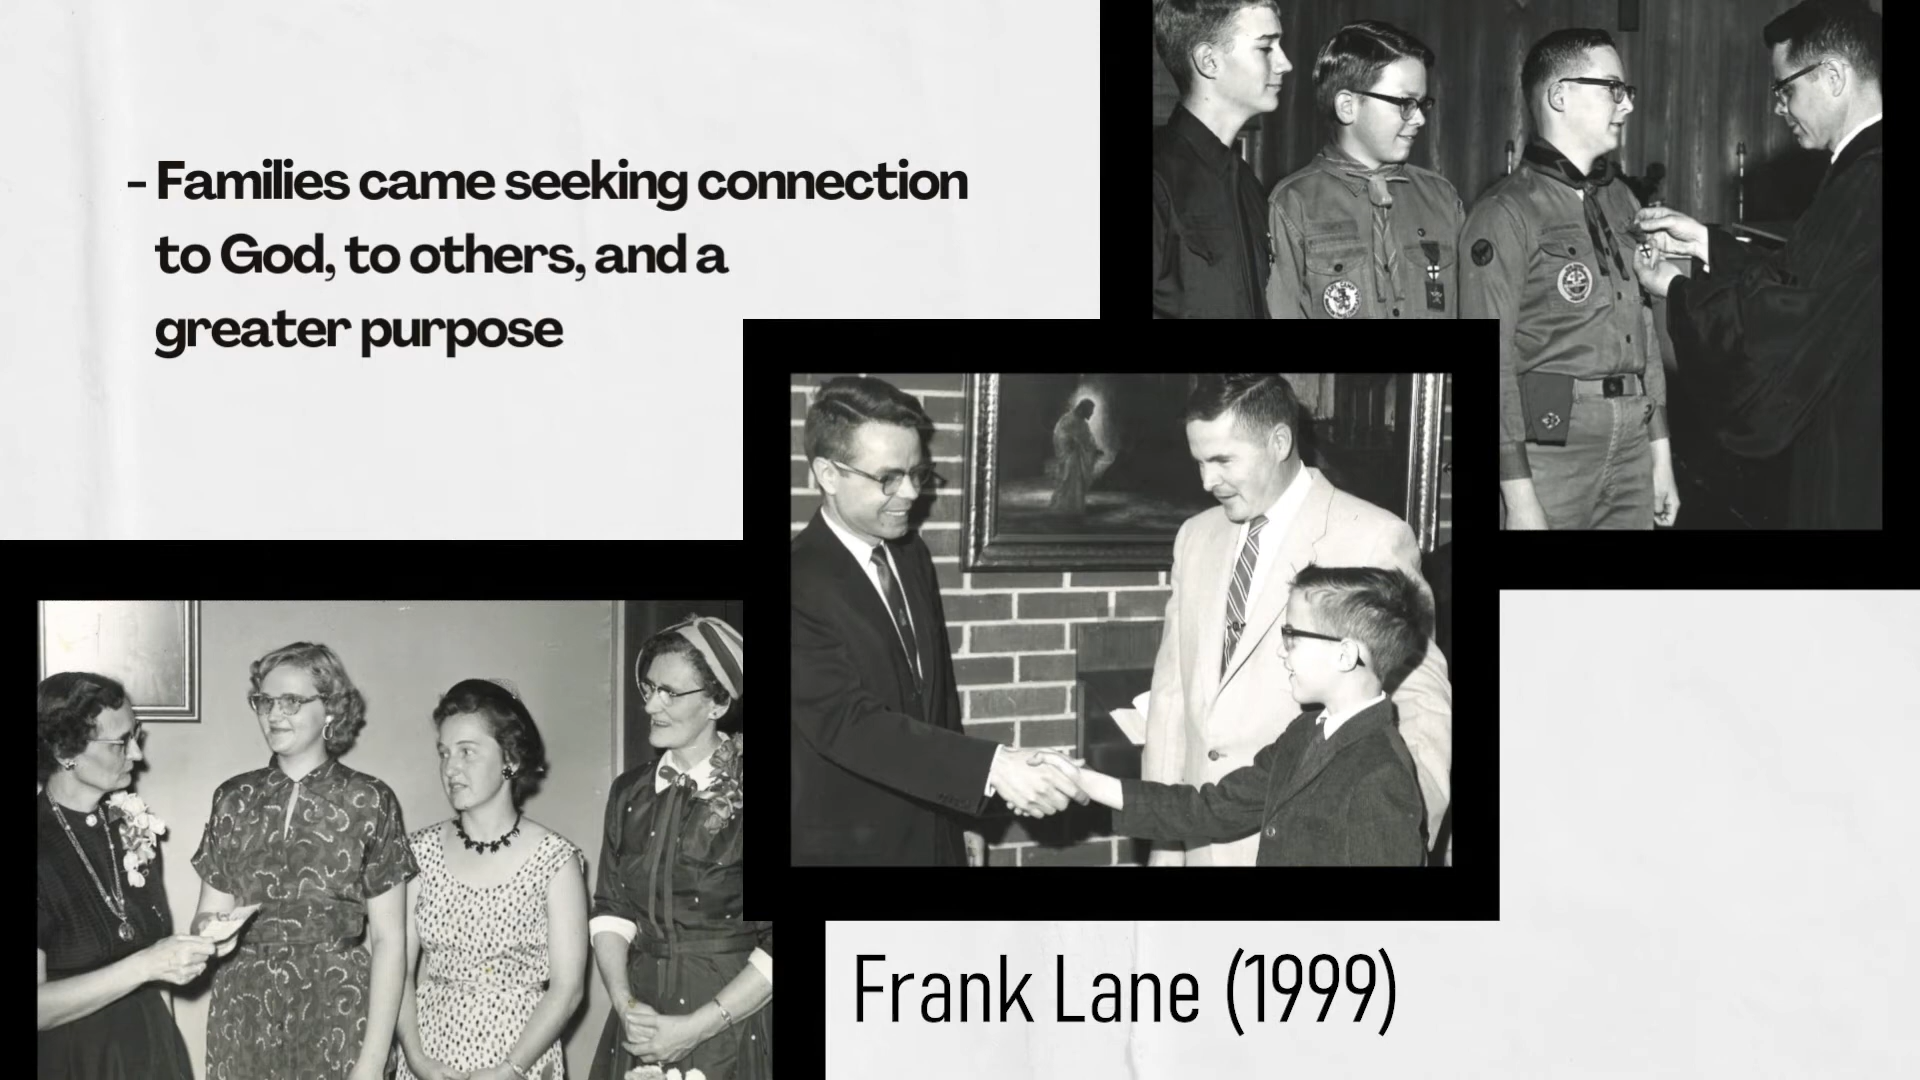 - Families came seeking connection
to God, to others, and a
greater purpose
Frank Lane (1999)